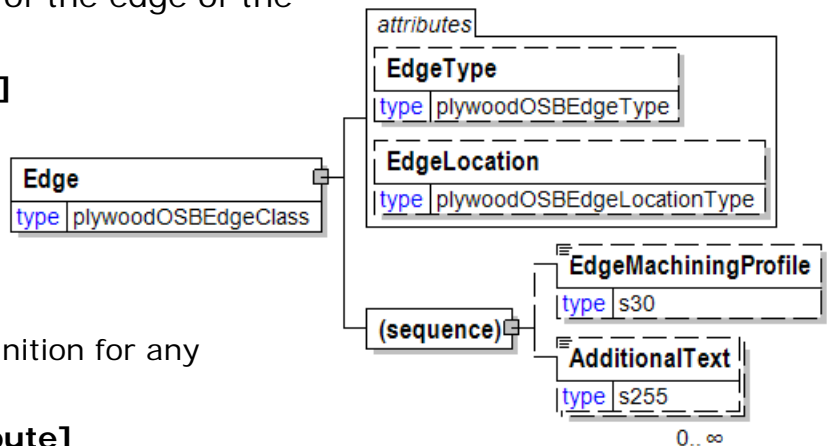 of the edge of the
]
nition for any
bute]
attributes
EdgeType
type plywoodOSBEdgeType
EdgeLocation
type plywoodOSBEdgeLocationType
Edge
type plywoodOSBEdgeClass
(sequence)
EdgeMachiningProfile
type s30
AdditionalText
type s255
0..∞